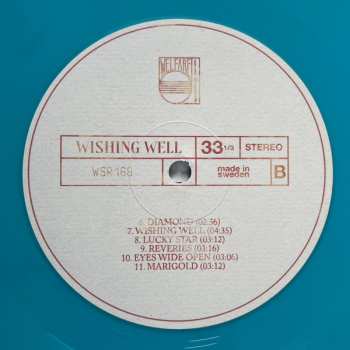 WELFARE
WISHING WELL
33 1/3
STEREO
WSR168
made in
sweden
B
6. DIAMOND (02:56)
7. WISHING WELL (04:35)
8. LUCKY STAR (03:12)
9. REVERIES (03:16)
10. EYES WIDE OPEN (03:06)
11. MARIGOLD (03:12)